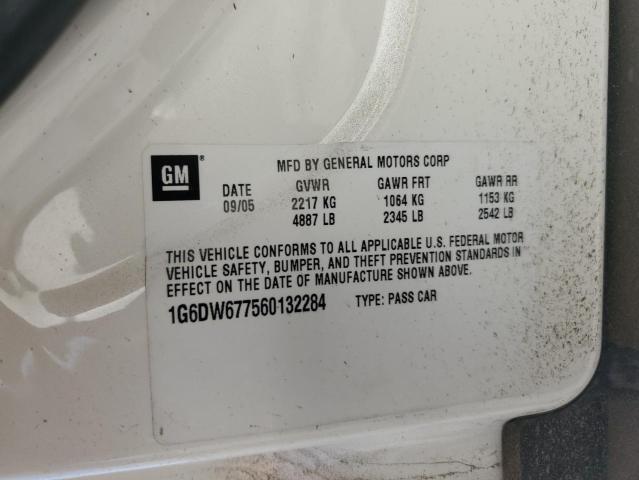 GM ®
MFD BY GENERAL MOTORS CORP
DATE GVWR GAWR FRT GAWR RR
09/05 2217 KG 1064 KG 1153 KG
4887 LB 2345 LB 2542 LB
THIS VEHICLE CONFORMS TO ALL APPLICABLE U.S. FEDERAL MOTOR
VEHICLE SAFETY, BUMPER, AND THEFT PREVENTION STANDARDS IN
EFFECT ON THE DATE OF MANUFACTURE SHOWN ABOVE.
1G6DW677560132284 TYPE: PASS CAR